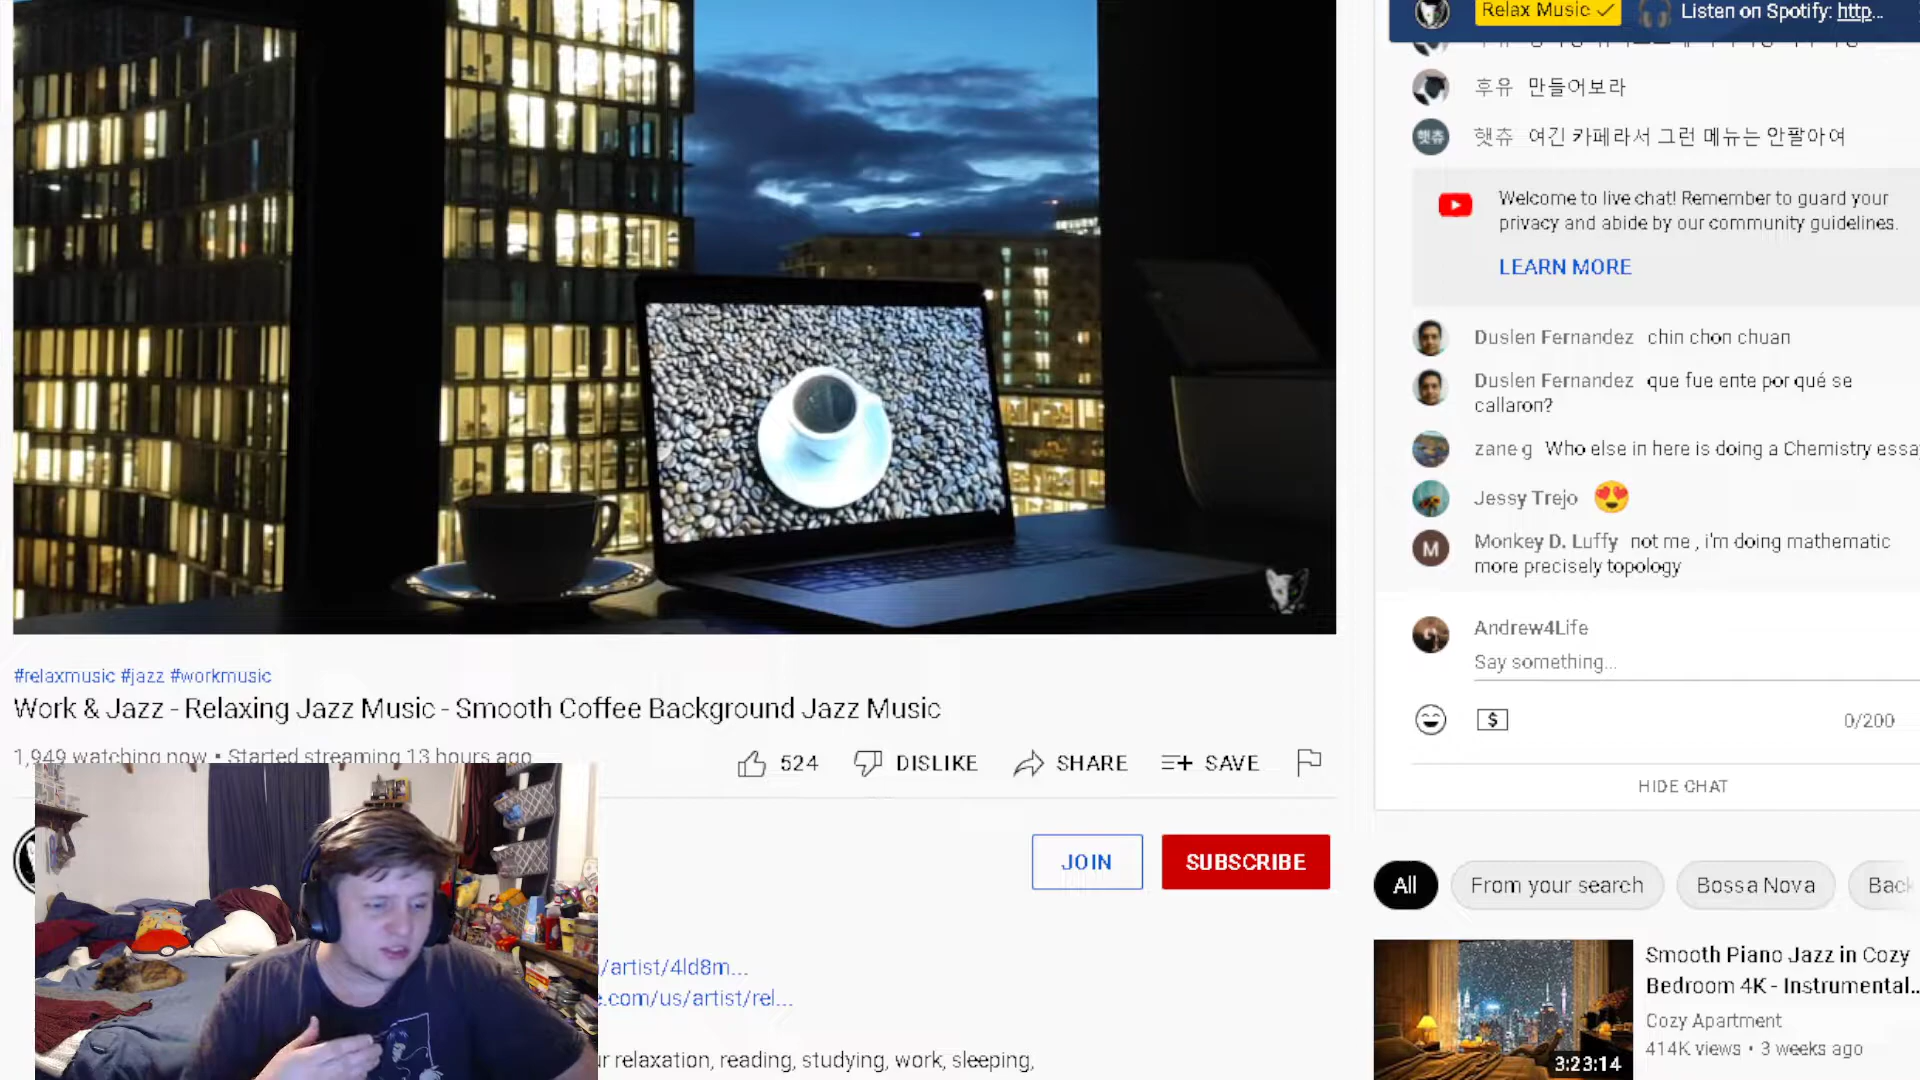 Relax Music
Listen on Spotify: http...
후유 만들어보라
햇츄 햇츄 여긴 카페라서 그런 메뉴는 안팔아여
Welcome to live chat! Remember to guard your
privacy and abide by our community guidelines.
LEARN MORE
Duslen Fernandez chin chon chuan
Duslen Fernandez que fue ente por qué se
callaron?
zane g Who else in here is doing a Chemistry essa
Jessy Trejo
M Monkey D. Luffy not me , i'm doing mathematic
more precisely topology
Andrew4Life
Say something...
$ 0/200
HIDE CHAT
#relaxmusic #jazz #workmusic
Work & Jazz - Relaxing Jazz Music - Smooth Coffee Background Jazz Music
1,949 watching now • Started streaming 13 hours ago
524 DISLIKE SHARE SAVE
JOIN SUBSCRIBE
/artist/4ld8m...
e.com/us/artist/rel...
ur relaxation, reading, studying, work, sleeping,
All From your search Bossa Nova Back
Smooth Piano Jazz in Cozy
Bedroom 4K - Instrumental...
Cozy Apartment
414K views • 3 weeks ago
3:23:14